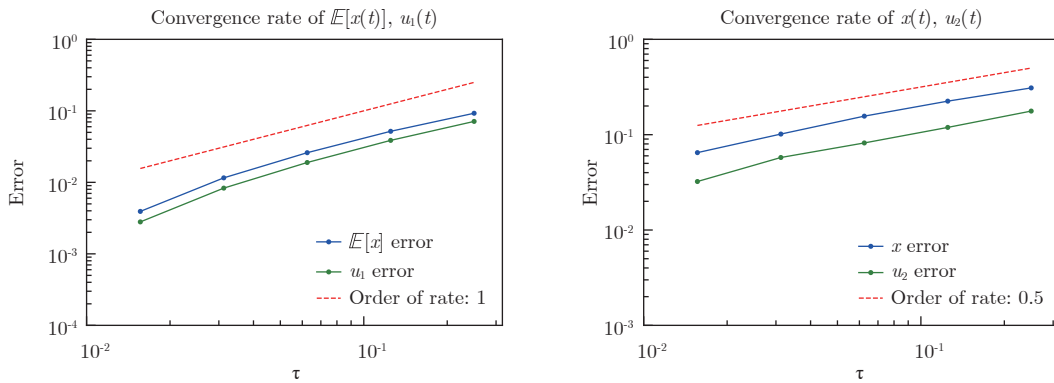 Convergence rate of 𝔼[x(t)], u₁(t)
10⁰
10⁻¹
10⁻²
10⁻³
10⁻⁴
Error
𝔼[x] error
u₁ error
Order of rate: 1
10⁻²
10⁻¹
τ
Convergence rate of x(t), u₂(t)
10⁰
10⁻¹
10⁻²
10⁻³
Error
x error
u₂ error
Order of rate: 0.5
10⁻²
10⁻¹
τ